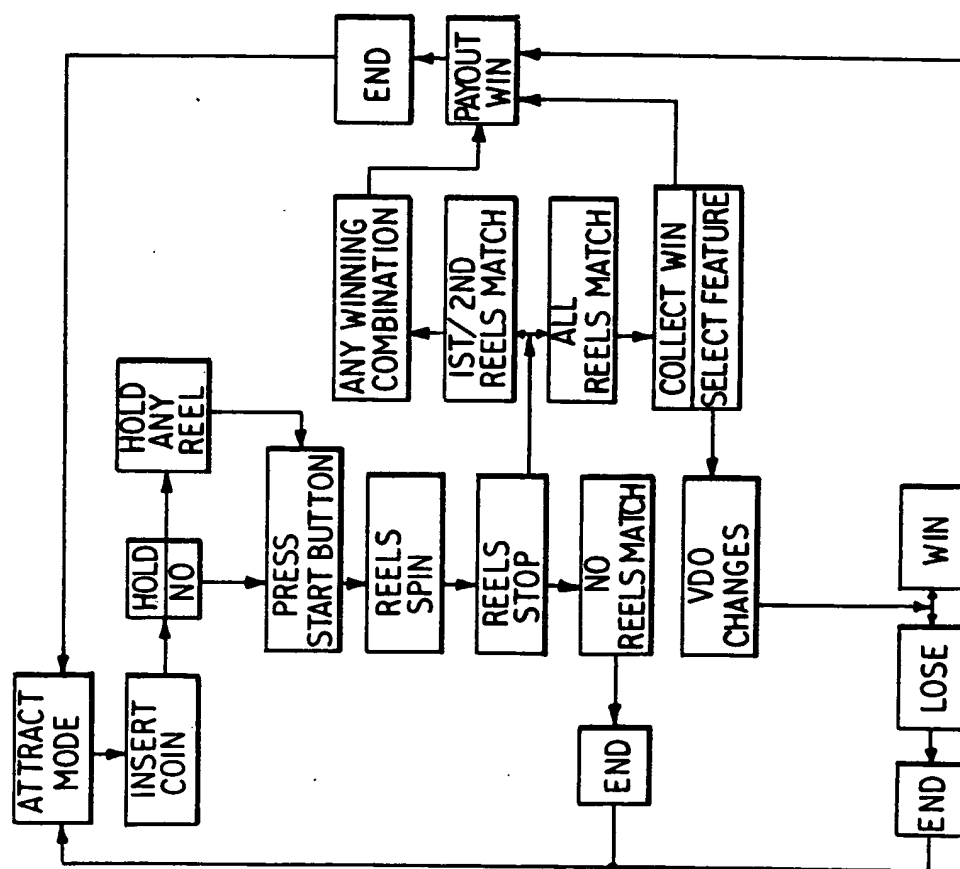 ATTRACT
MODE
INSERT
COIN
HOLD
NO
HOLD
ANY
REEL
PRESS
START BUTTON
REELS
SPIN
REELS
STOP
NO
REELS MATCH
END
ANY WINNING
COMBINATION
1ST/2ND
REELS MATCH
ALL
REELS MATCH
COLLECT WIN
SELECT FEATURE
PAYOUT
WIN
END
VDO
CHANGES
WIN
LOSE
END